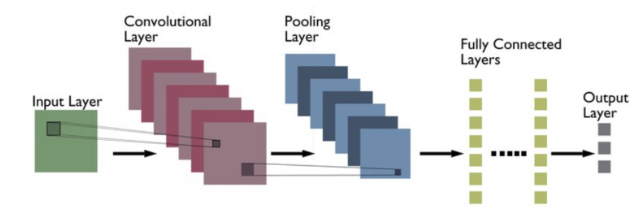 Convolutional
Layer
Pooling
Layer
Fully Connected
Layers
Input Layer
Output
Layer